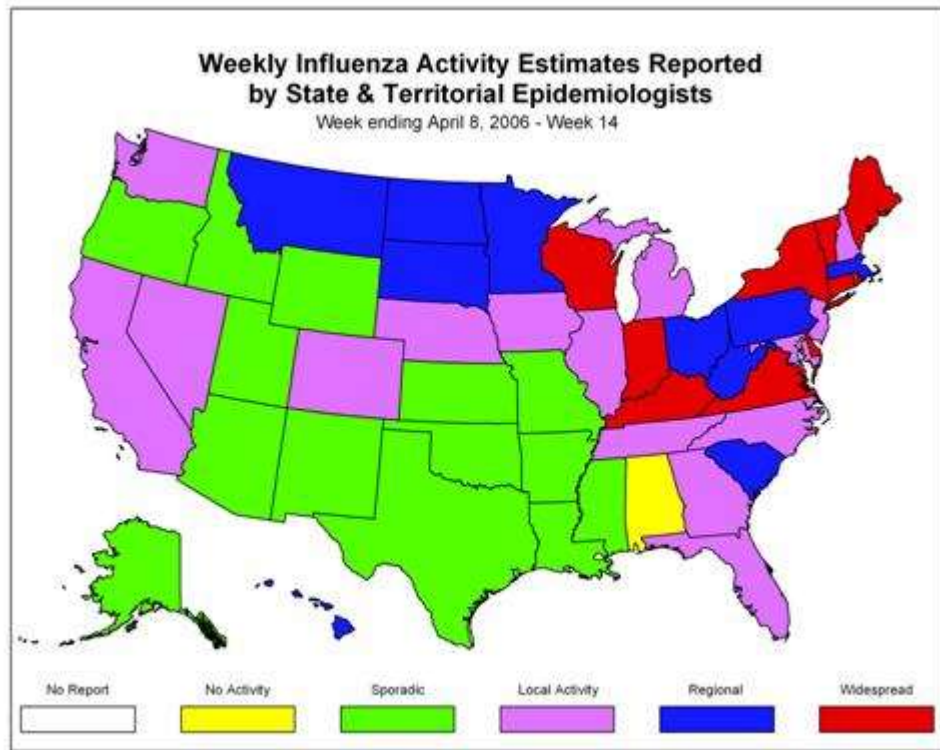 Weekly Influenza Activity Estimates Reported
by State & Territorial Epidemiologists
Week ending April 8, 2006 - Week 14
No Report
No Activity
Sporadic
Local Activity
Regional
Widespread